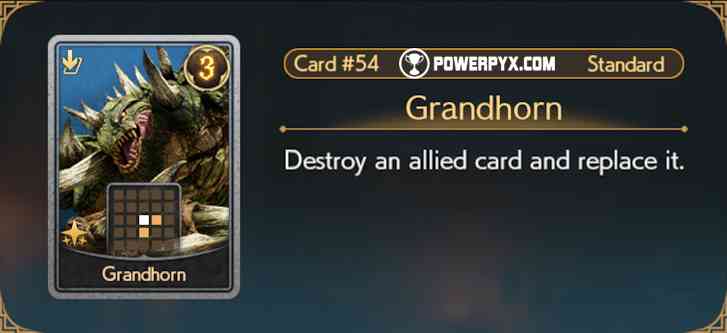 3
Grandhorn
Card #54 POWERPYX.COM Standard
Grandhorn
Destroy an allied card and replace it.